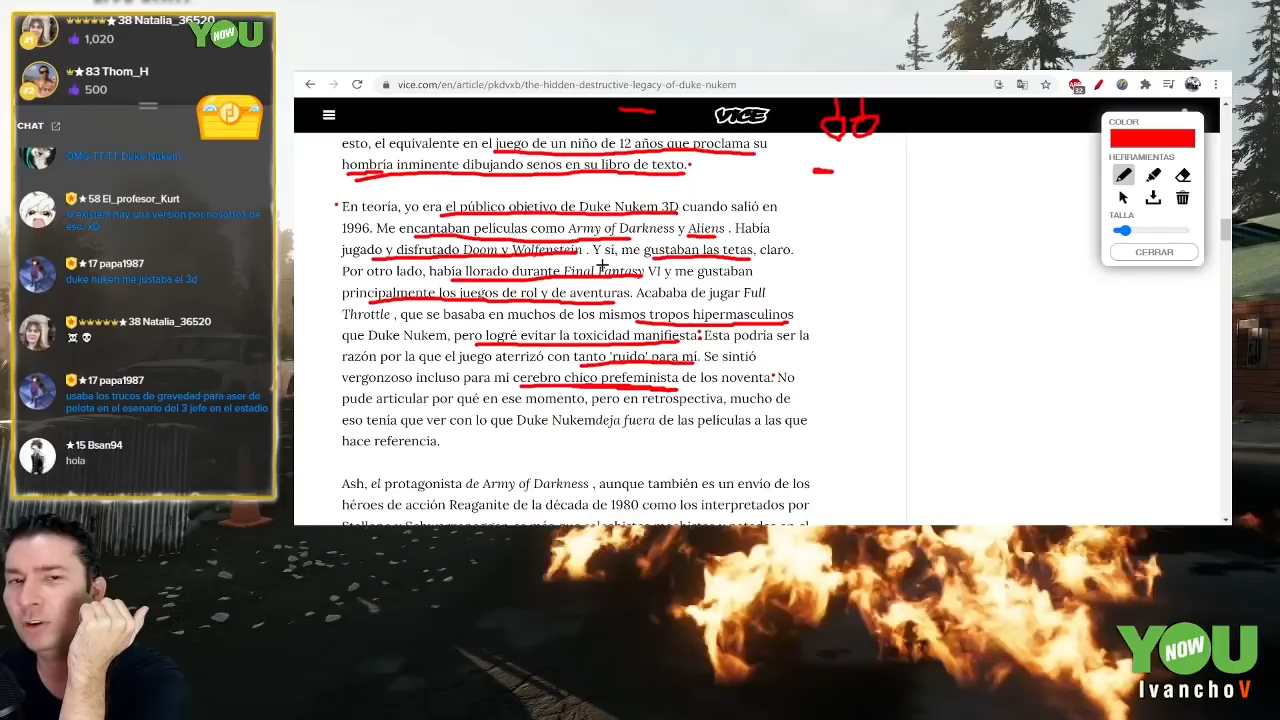 38 Natalia_36520
1,020
YOU
NOW
83 Thom_H
500
CHAT
OMG TT-TT Duke Nukem
58 El_profesor_Kurt
si existem hay una version por nosotros de
eso. xD
17 papa1987
duke nuken me justaba el 3d
38 Natalia_36520
17 papa1987
usaba los trucos de gravedad para aser de
pelota en el esenario del 3 jefe en el estadio
15 Bsan94
hola
vice.com/en/article/pkdvxb/the-hidden-destructive-legacy-of-duke-nukem
32
VICE
esto, el equivalente en el juego de un niño de 12 años que proclama su
hombría inminente dibujando senos en su libro de texto.
En teoría, yo era el público objetivo de Duke Nukem 3D cuando salió en
1996. Me encantaban películas como Army of Darkness y Aliens . Había
jugado y disfrutado Doom y Wolfenstein . Y sí, me gustaban las tetas, claro.
Por otro lado, había llorado durante Final Fantasy VI y me gustaban
principalmente los juegos de rol y de aventuras. Acababa de jugar Full
Throttle , que se basaba en muchos de los mismos tropos hipermasculinos
que Duke Nukem, pero logré evitar la toxicidad manifiesta. Esta podría ser la
razón por la que el juego aterrizó con tanto 'ruido' para mí. Se sintió
vergonzoso incluso para mi cerebro chico prefeminista de los noventa. No
pude articular por qué en ese momento, pero en retrospectiva, mucho de
eso tenía que ver con lo que Duke Nukemdeja fuera de las películas a las que
hace referencia.
Ash, el protagonista de Army of Darkness , aunque también es un envío de los
héroes de acción Reaganite de la década de 1980 como los interpretados por
COLOR
HERRAMIENTAS
TALLA
CERRAR
YOU
NOW
IvanchoV